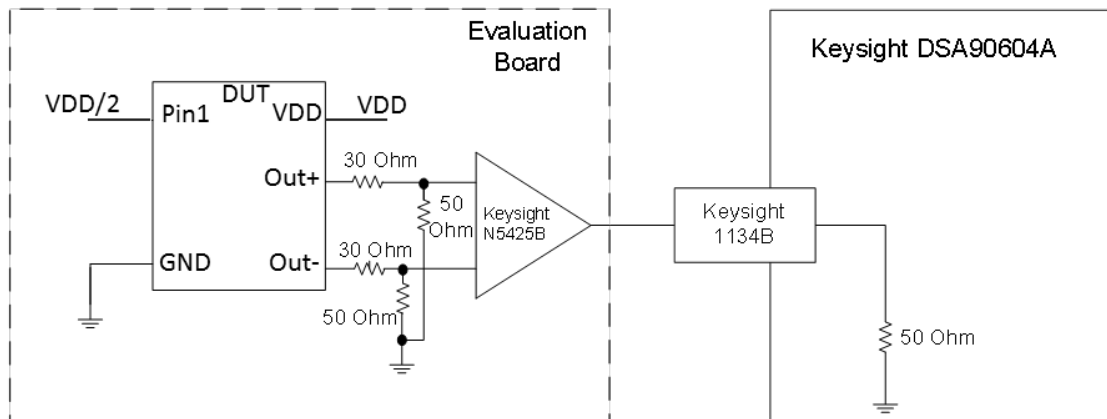 Evaluation
Board
Keysight DSA90604A
VDD/2
Pin1
DUT
VDD
VDD
Out+
30 Ohm
50
Ohm
Keysight
N5425B
Keysight
1134B
GND
Out-
30 Ohm
50 Ohm
50 Ohm